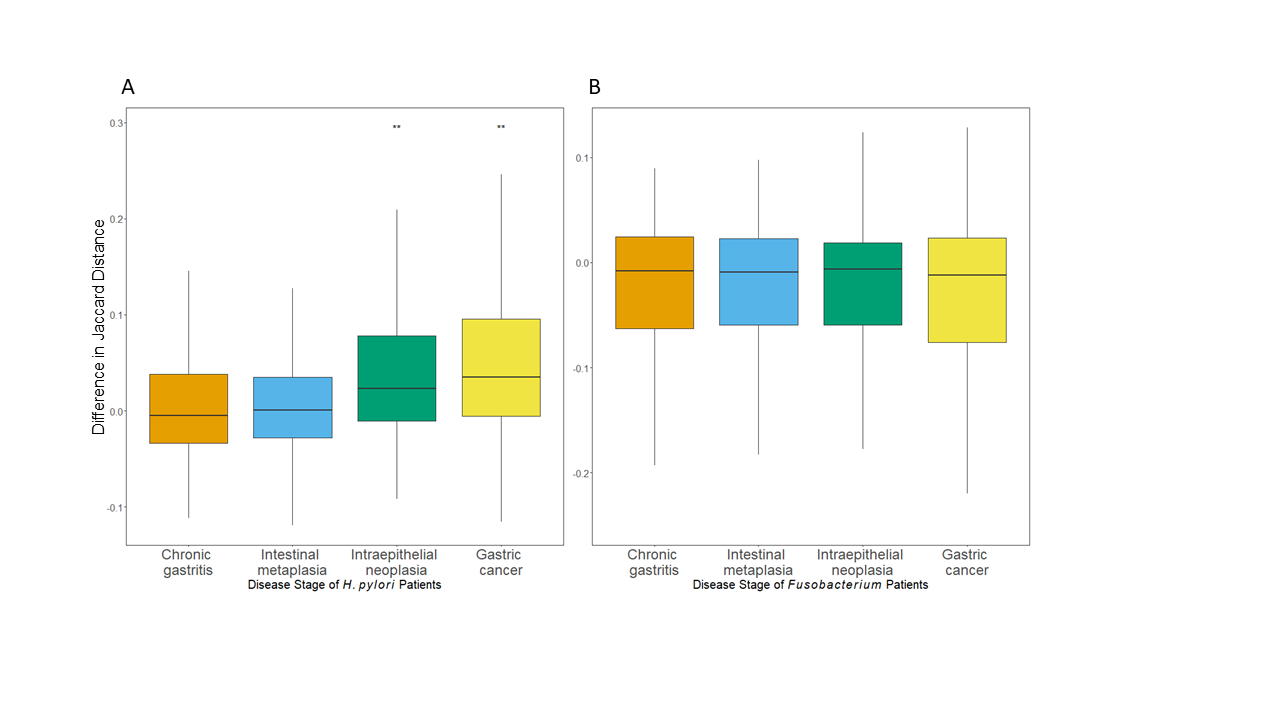 A
B
Difference in Jaccard Distance
0.3
0.2
0.1
0.0
-0.1
**
**
Chronic gastritis
Intestinal metaplasia
Intraepithelial neoplasia
Gastric cancer
Disease Stage of H. pylori Patients
0.1
0.0
-0.1
-0.2
Chronic gastritis
Intestinal metaplasia
Intraepithelial neoplasia
Gastric cancer
Disease Stage of Fusobacterium Patients